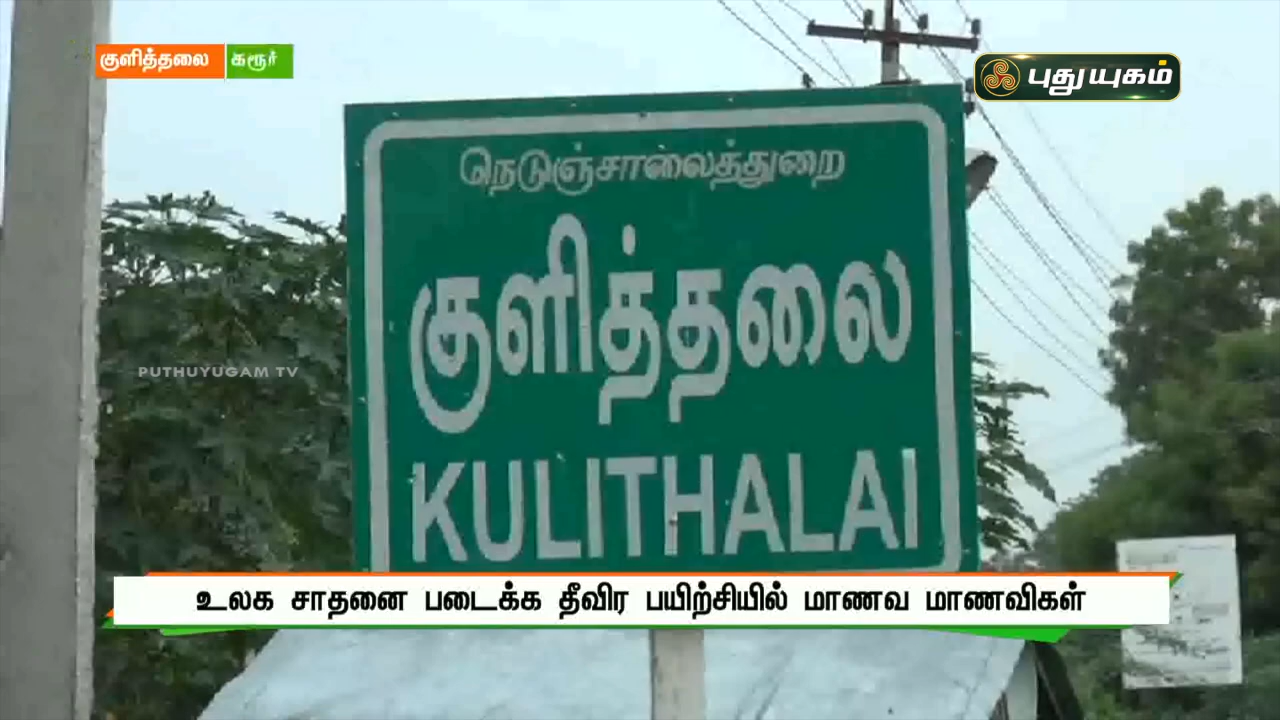 குளித்தலை கரூர்
புதுயுகம்
நெடுஞ்சாலைத்துறை
குளித்தலை
KULITHALAI
PUTHUYUGAM TV
உலக சாதனை படைக்க தீவிர பயிற்சியில் மாணவ மாணவிகள்